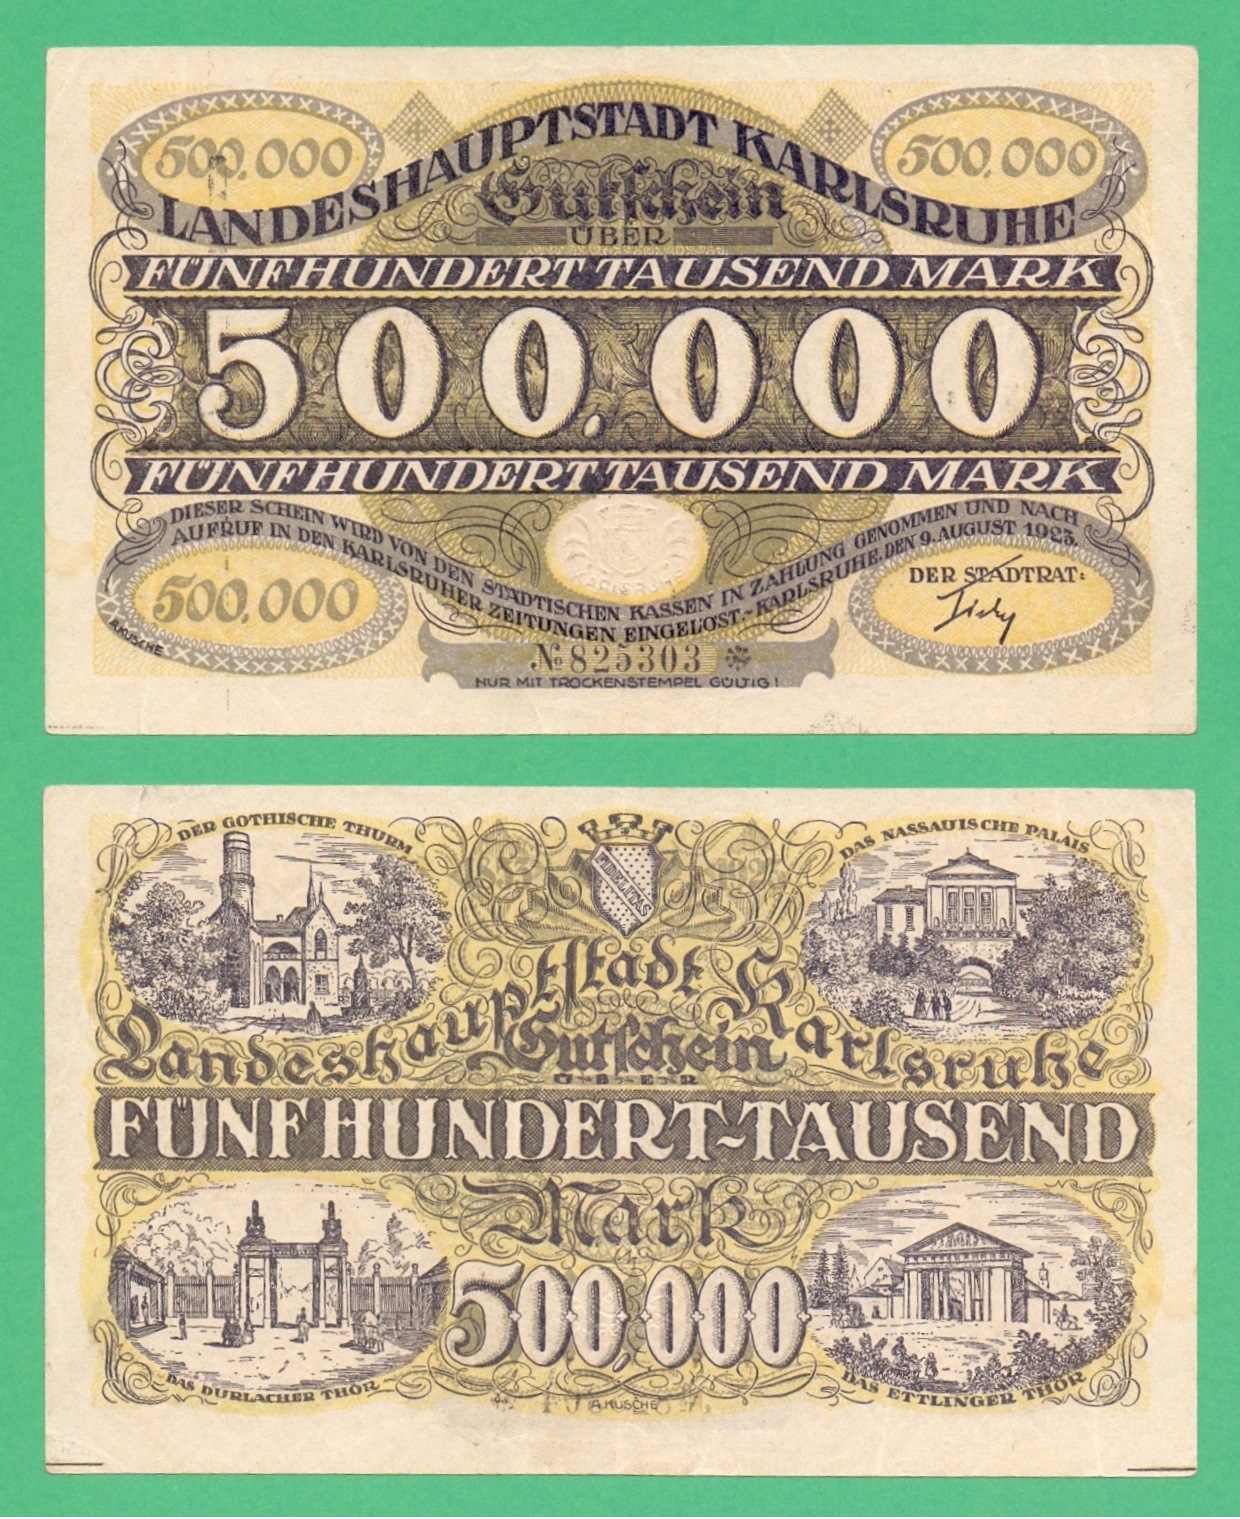 500,000
500,000
LANDESHAUPTSTADT KARLSRUHE
Gutschein
ÜBER
FÜNFHUNDERT TAUSEND MARK
500,000
FÜNFHUNDERT TAUSEND MARK
DIESER SCHEIN WIRD VON DEN STÄDTISCHEN KASSEN IN ZAHLUNG GENOMMEN UND NACH
AUFRUF IN DEN KARLSRUHER ZEITUNGEN EINGELÖST.- KARLSRUHE, DEN 9. AUGUST 1923.
500,000
DER STADTRAT:
A.KUSCHE
№ 825303
NUR MIT TROCKENSTEMPEL GÜLTIG!
DER GOTHISCHE THURM
DAS NASSAUISCHE PALAIS
FIDELITAS
Landeshauptstadt Karlsruhe
Gutschein
ÜBER
FÜNFHUNDERT-TAUSEND
Mark
500,000
DAS DURLACHER THOR
DAS ETTLINGER THOR
A.KUSCHE